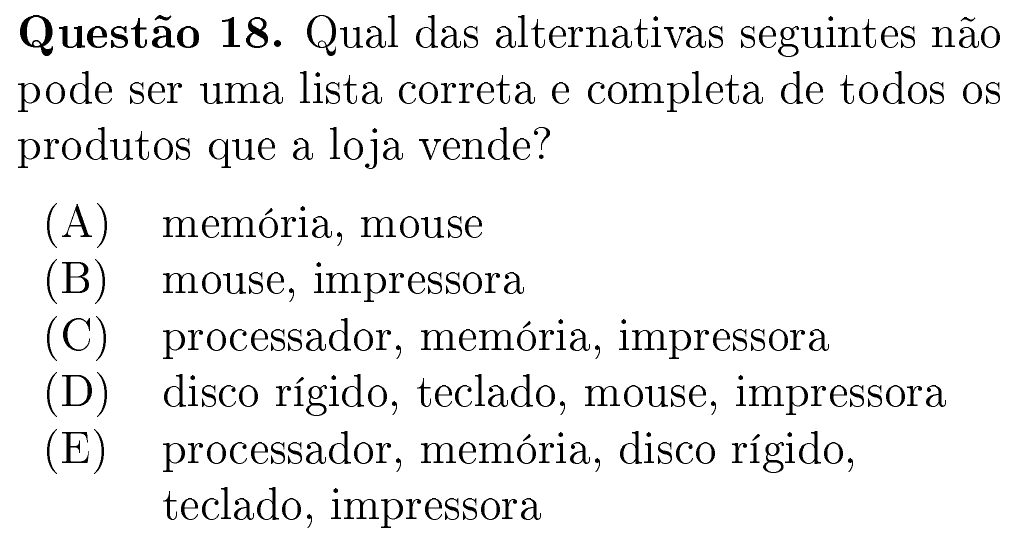 Questão 18. Qual das alternativas seguintes não
pode ser uma lista correta e completa de todos os
produtos que a loja vende?
(A) memória, mouse
(B) mouse, impressora
(C) processador, memória, impressora
(D) disco rígido, teclado, mouse, impressora
(E) processador, memória, disco rígido,
teclado, impressora